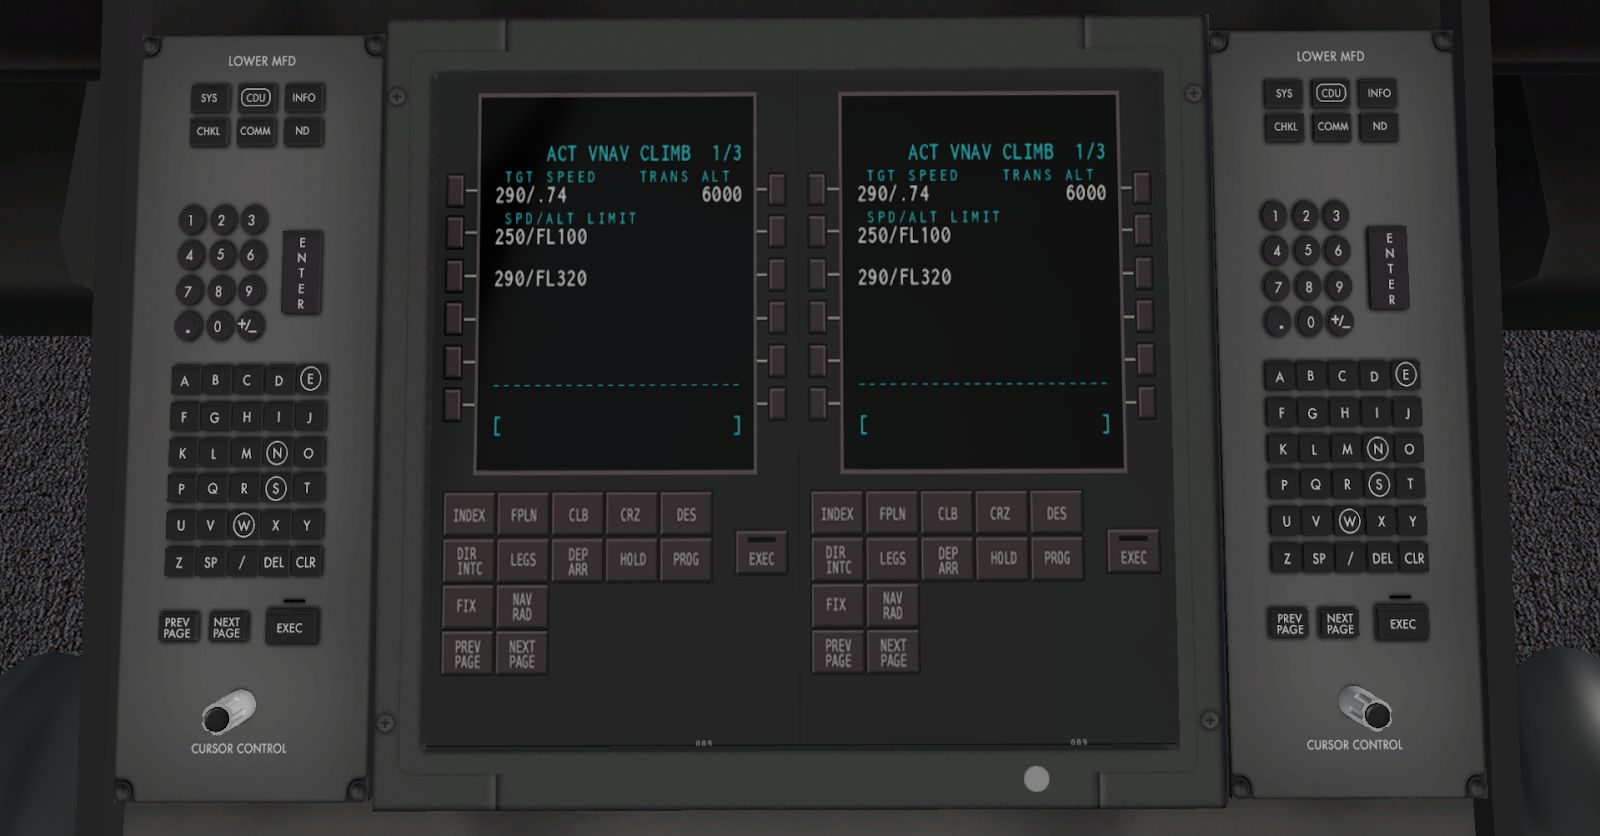 LOWER MFD
SYS CDU INFO
CHKL COMM ND
1 2 3
4 5 6
7 8 9
. 0 +/_
ENTER
A B C D E
F G H I J
K L M N O
P Q R S T
U V W X Y
Z SP / DEL CLR
PREV PAGE NEXT PAGE EXEC
CURSOR CONTROL
ACT VNAV CLIMB 1/3
TGT SPEED TRANS ALT
290/.74 6000
SPD/ALT LIMIT
250/FL100
290/FL320
--------------------------------
[ ]
INDEX FPLN CLB CRZ DES
DIR INTC LEGS DEP ARR HOLD PROG EXEC
FIX NAV RAD
PREV PAGE NEXT PAGE
ACT VNAV CLIMB 1/3
TGT SPEED TRANS ALT
290/.74 6000
SPD/ALT LIMIT
250/FL100
290/FL320
--------------------------------
[ ]
INDEX FPLN CLB CRZ DES
DIR INTC LEGS DEP ARR HOLD PROG EXEC
FIX NAV RAD
PREV PAGE NEXT PAGE
LOWER MFD
SYS CDU INFO
CHKL COMM ND
1 2 3
4 5 6
7 8 9
. 0 +/_
ENTER
A B C D E
F G H I J
K L M N O
P Q R S T
U V W X Y
Z SP / DEL CLR
PREV PAGE NEXT PAGE EXEC
CURSOR CONTROL